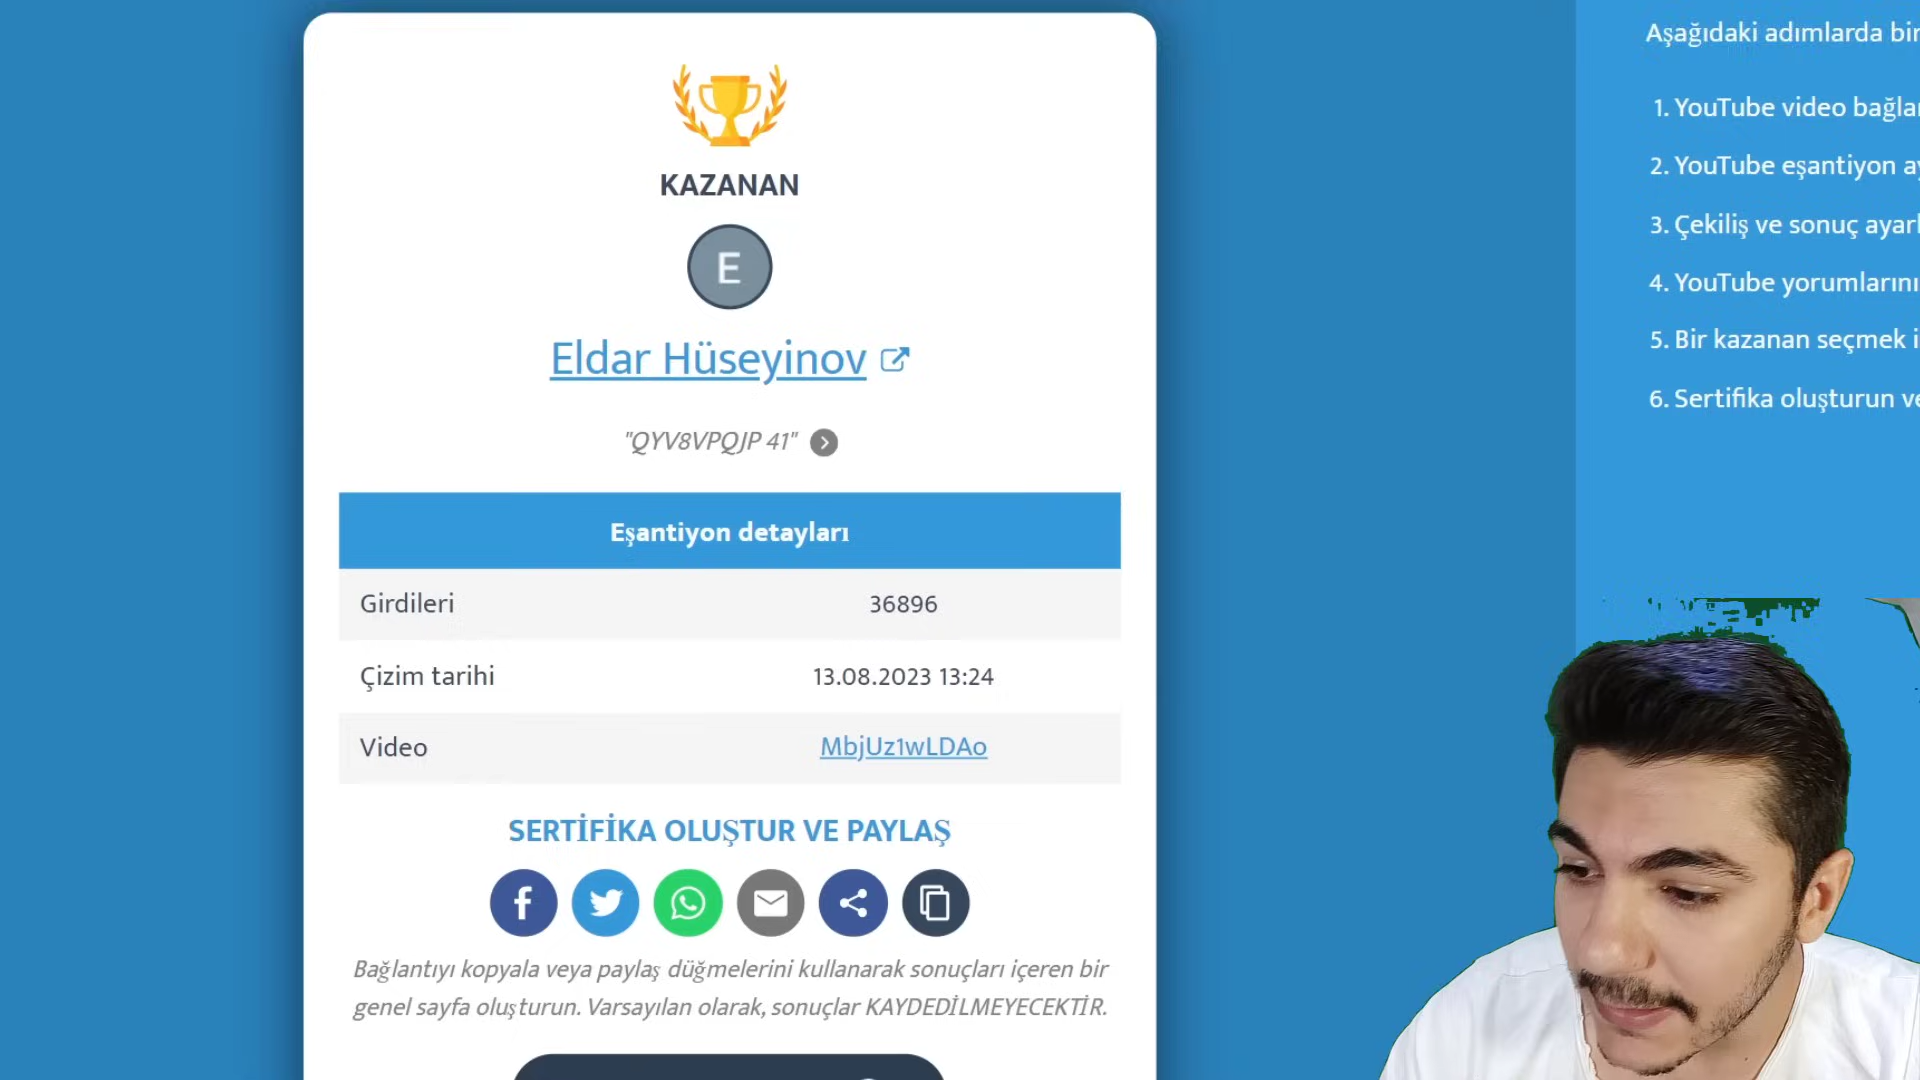 KAZANAN
E
Eldar Hüseyinov
"QYV8VPQJP 41"
Eşantiyon detayları
Girdileri 36896
Çizim tarihi 13.08.2023 13:24
Video MbjUz1wLDAo
SERTİFİKA OLUŞTUR VE PAYLAŞ
Bağlantıyı kopyala veya paylaş düğmelerini kullanarak sonuçları içeren bir
genel sayfa oluşturun. Varsayılan olarak, sonuçlar KAYDEDİLMEYECEKTİR.
Aşağıdaki adımlarda bir
1. YouTube video
2. YouTube eşantiyon
3. Çekiliş ve sonuç
4. YouTube yorumlarını
5. Bir kazanan seçmek
6. Sertifika oluşturun